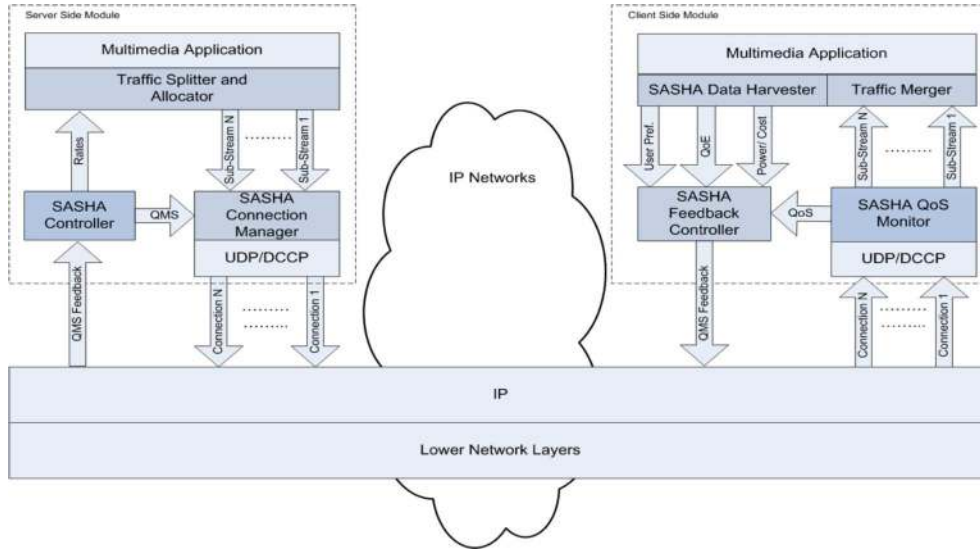 Server Side Module
Multimedia Application
Traffic Splitter and
Allocator
Rates
Sub-Stream N
.........
Sub-Stream 1
SASHA
Controller
QMS
SASHA
Connection
Manager
UDP/DCCP
QMS Feedback
Connection N
.........
.........
Connection 1
IP Networks
Client Side Module
Multimedia Application
SASHA Data Harvester
Traffic Merger
User Pref.
QoE
Power/ Cost
Sub-Stream N
.........
Sub-Stream 1
SASHA
Feedback
Controller
QoS
SASHA QoS
Monitor
UDP/DCCP
QMS Feedback
Connection N
.........
.........
Connection 1
IP
Lower Network Layers